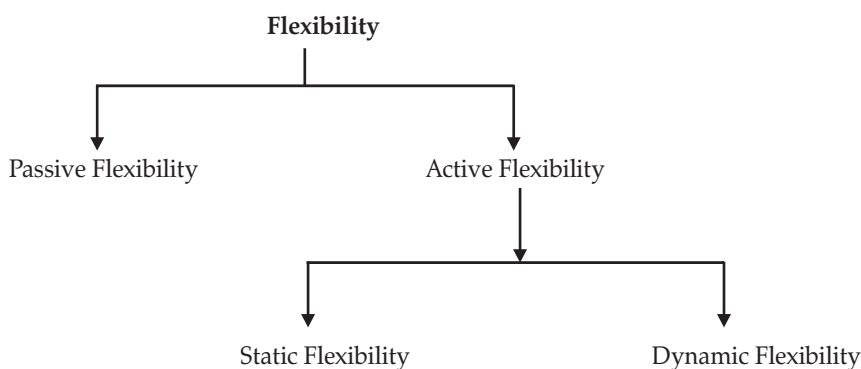 Flexibility
Passive Flexibility
Active Flexibility
Static Flexibility
Dynamic Flexibility